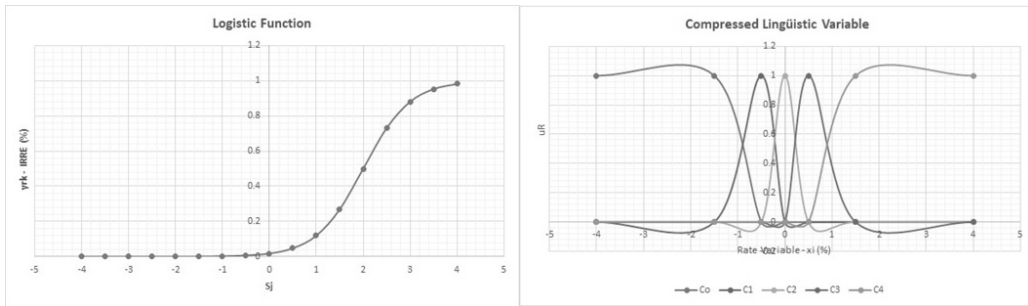 Logistic Function
1.2
1
0.8
0.6
0.4
0.2
0
-5 -4 -3 -2 -1 0 1 2 3 4 5
yrk - IRRE (%)
Sj
Compressed Lingüistic Variable
1.2
1
0.8
0.6
0.4
0.2
0
-5 -4 -3 -2 -1 0 1 2 3 4 5
uR
Rate Variable - xi (%)
Co C1 C2 C3 C4